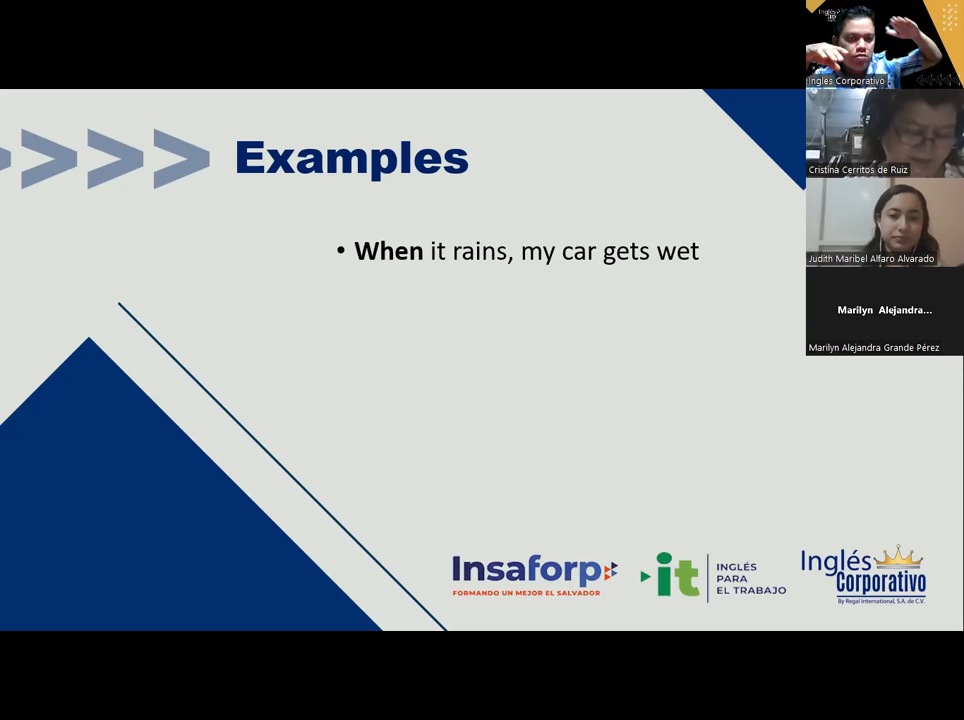 Examples
• When it rains, my car gets wet
Insaforp
FORMANDO UN MEJOR EL SALVADOR
it
INGLÉS
PARA
EL TRABAJO
Inglés
Corporativo
By Regal International, S.A. de C.V.
Inglés Corporativo
Cristina Cerritos de Ruiz
Judith Maribel Alfaro Alvarado
Marilyn Alejandra...
Marilyn Alejandra Grande Pérez